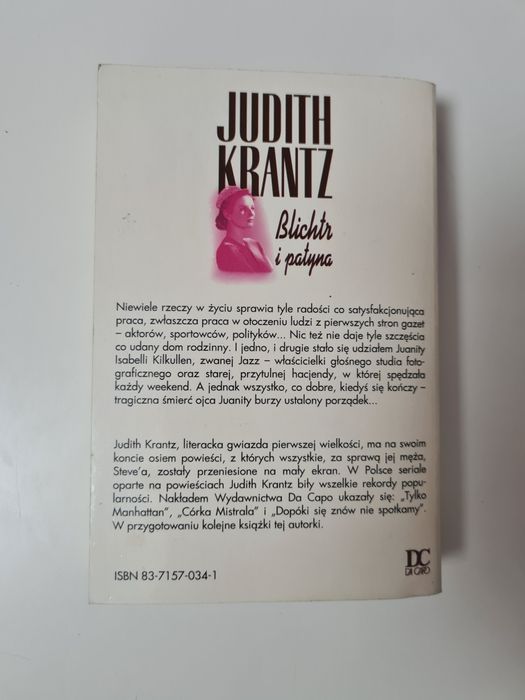 JUDITH
KRANTZ
Blichtr
i patyna
Niewiele rzeczy w życiu sprawia tyle radości co satysfakcjonująca
praca, zwłaszcza praca w otoczeniu ludzi z pierwszych stron gazet
– aktorów, sportowców, polityków... Nic też nie daje tyle szczęścia
co udany dom rodzinny. I jedno, i drugie stało się udziałem Juanity
Isabelli Kilkullen, zwanej Jazz – właścicielki głośnego studia foto-
graficznego oraz starej, przytulnej hacjendy, w której spędzała
każdy weekend. A jednak wszystko, co dobre, kiedyś się kończy –
tragiczna śmierć ojca Juanity burzy ustalony porządek...
Judith Krantz, literacka gwiazda pierwszej wielkości, ma na swoim
koncie osiem powieści, z których wszystkie, za sprawą jej męża,
Steve'a, zostały przeniesione na mały ekran. W Polsce seriale
oparte na powieściach Judith Krantz biły wszelkie rekordy popu-
larności. Nakładem Wydawnictwa Da Capo ukazały się: „Tylko
Manhattan", „Córka Mistrala" i „Dopóki się znów nie spotkamy".
W przygotowaniu kolejne książki tej autorki.
DC
DA CAPO
ISBN 83-7157-034-1